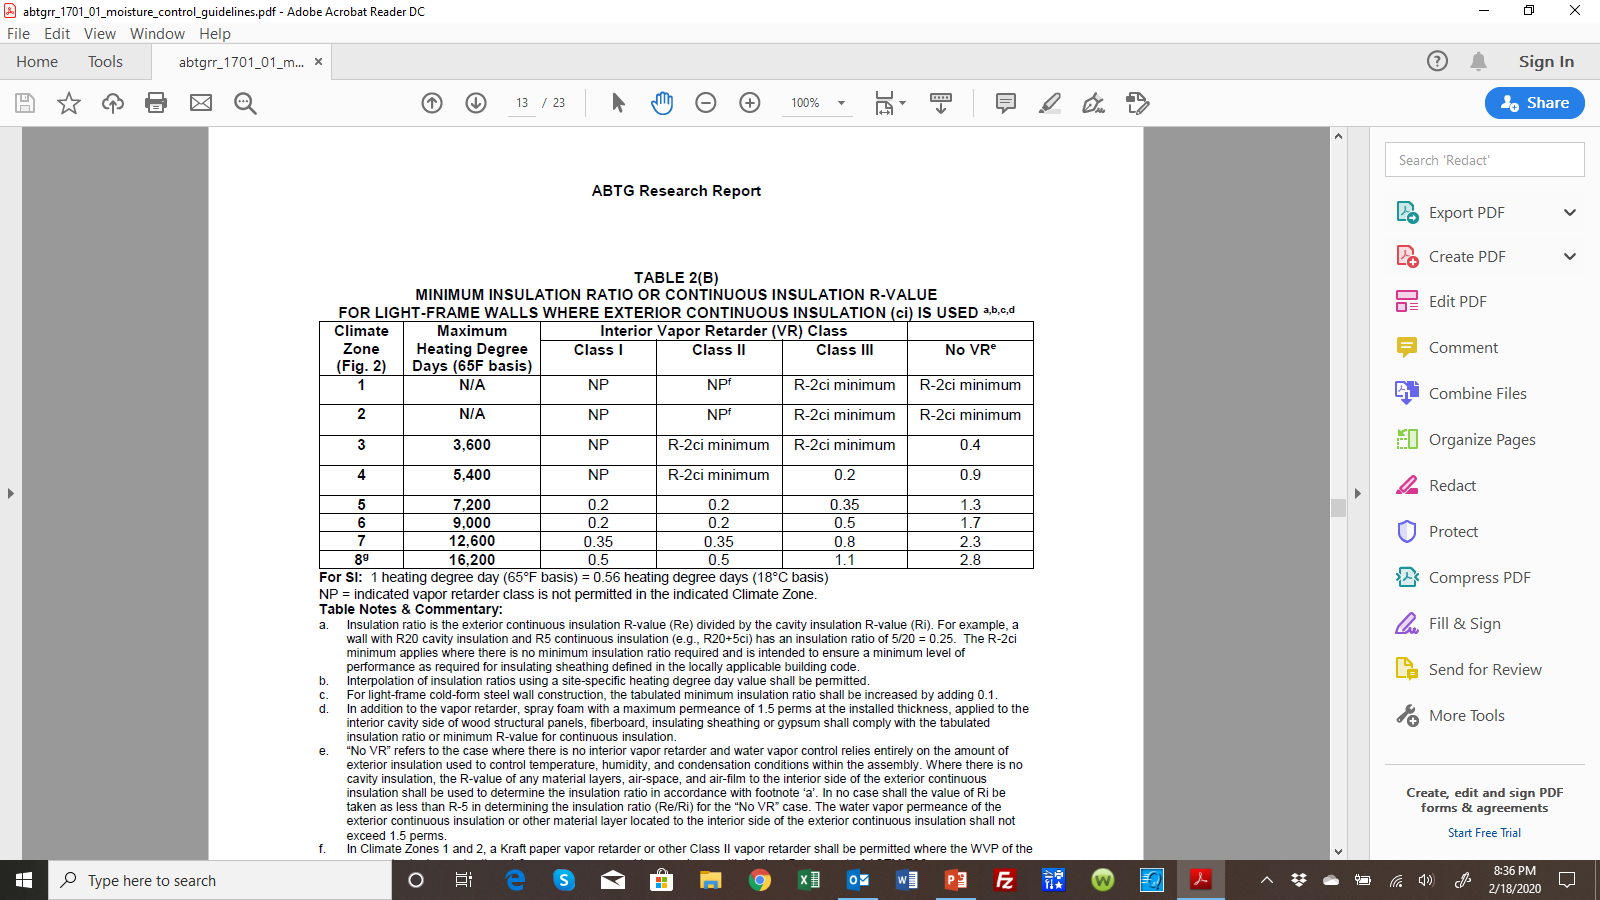 abtgrr_1701_01_moisture_control_guidelines.pdf - Adobe Acrobat Reader DC
File Edit View Window Help
Home Tools abtgrr_1701_01_m... × Sign In
13 / 23 100% Share
ABTG Research Report
TABLE 2(B)
MINIMUM INSULATION RATIO OR CONTINUOUS INSULATION R-VALUE
FOR LIGHT-FRAME WALLS WHERE EXTERIOR CONTINUOUS INSULATION (ci) IS USED a,b,c,d
Climate Zone (Fig. 2) Maximum Heating Degree Days (65F basis) Interior Vapor Retarder (VR) Class
Class I Class II Class III No VRe
1 N/A NP NPf R-2ci minimum R-2ci minimum
2 N/A NP NPf R-2ci minimum R-2ci minimum
3 3,600 NP R-2ci minimum R-2ci minimum 0.4
4 5,400 NP R-2ci minimum 0.2 0.9
5 7,200 0.2 0.2 0.35 1.3
6 9,000 0.2 0.2 0.5 1.7
7 12,600 0.35 0.35 0.8 2.3
8g 16,200 0.5 0.5 1.1 2.8
For SI: 1 heating degree day (65°F basis) = 0.56 heating degree days (18°C basis)
NP = indicated vapor retarder class is not permitted in the indicated Climate Zone.
Table Notes & Commentary:
a. Insulation ratio is the exterior continuous insulation R-value (Re) divided by the cavity insulation R-value (Ri). For example, a
wall with R20 cavity insulation and R5 continuous insulation (e.g., R20+5ci) has an insulation ratio of 5/20 = 0.25. The R-2ci
minimum applies where there is no minimum insulation ratio required and is intended to ensure a minimum level of
performance as required for insulating sheathing defined in the locally applicable building code.
b. Interpolation of insulation ratios using a site-specific heating degree day value shall be permitted.
c. For light-frame cold-form steel wall construction, the tabulated minimum insulation ratio shall be increased by adding 0.1.
d. In addition to the vapor retarder, spray foam with a maximum permeance of 1.5 perms at the installed thickness, applied to the
interior cavity side of wood structural panels, fiberboard, insulating sheathing or gypsum shall comply with the tabulated
insulation ratio or minimum R-value for continuous insulation.
e. “No VR” refers to the case where there is no interior vapor retarder and water vapor control relies entirely on the amount of
exterior insulation used to control temperature, humidity, and condensation conditions within the assembly. Where there is no
cavity insulation, the R-value of any material layers, air-space, and air-film to the interior side of the exterior continuous
insulation shall be used to determine the insulation ratio in accordance with footnote ‘a’. In no case shall the value of Ri be
taken as less than R-5 in determining the insulation ratio (Re/Ri) for the “No VR” case. The water vapor permeance of the
exterior continuous insulation or other material layer located to the interior side of the exterior continuous insulation shall not
exceed 1.5 perms.
f. In Climate Zones 1 and 2, a Kraft paper vapor retarder or other Class II vapor retarder shall be permitted where the WVP of the
Search 'Redact'
Export PDF
Create PDF
Edit PDF
Comment
Combine Files
Organize Pages
Redact
Protect
Compress PDF
Fill & Sign
Send for Review
More Tools
Create, edit and sign PDF
forms & agreements
Start Free Trial
Type here to search
8:36 PM
2/18/2020